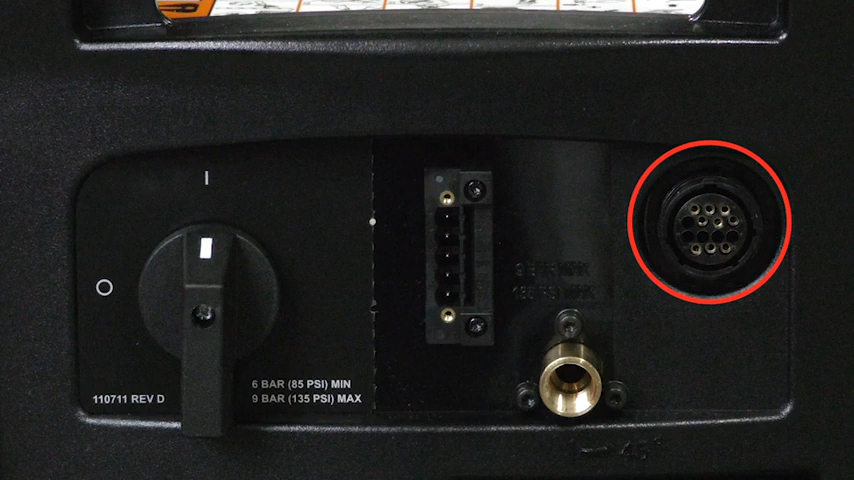 I
O
110711 REV D
6 BAR (85 PSI) MIN
9 BAR (135 PSI) MAX